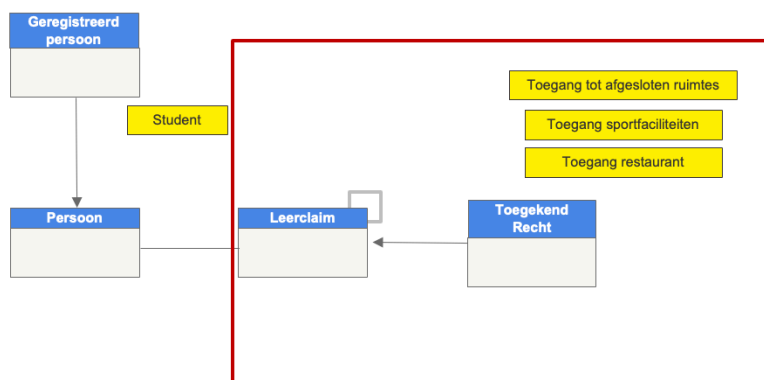 Geregistreerd
persoon
Toegang tot afgesloten ruimtes
Student
Toegang sportfaciliteiten
Toegang restaurant
Persoon
Leerclaim
Toegekend
Recht